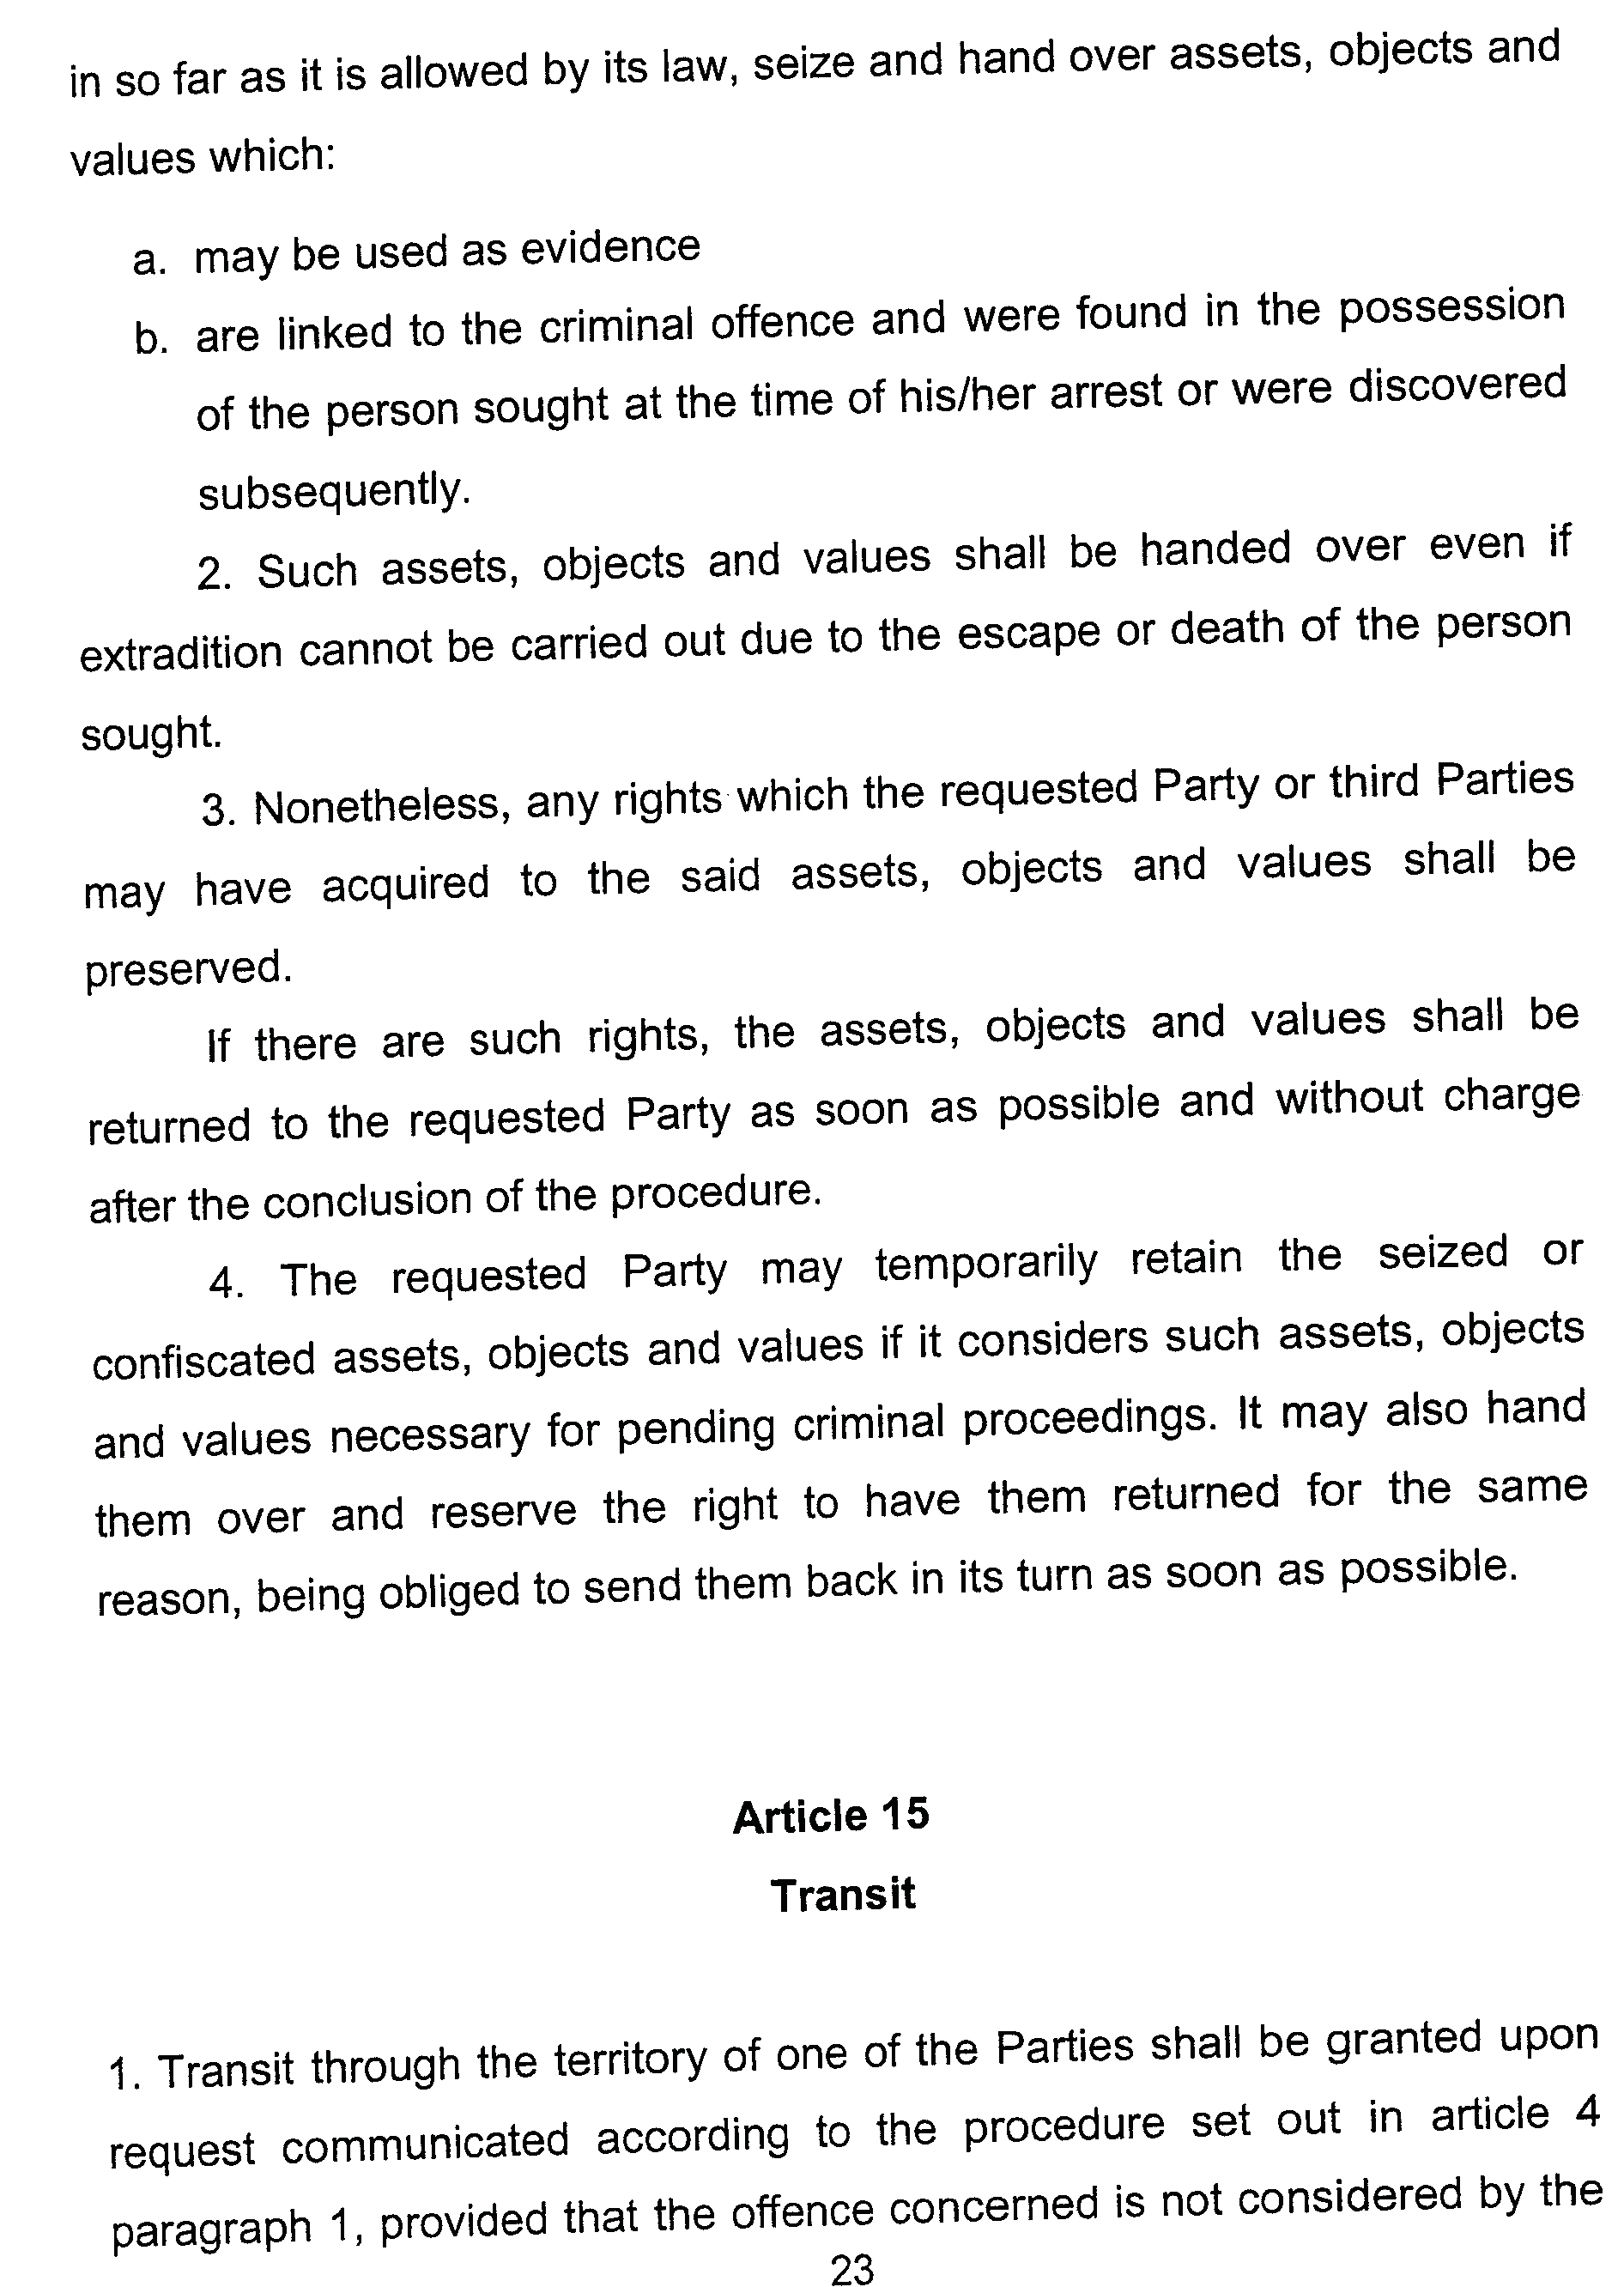 in so far as it is allowed by its law, seize and hand over assets, objects and
values which:
a. may be used as evidence
b. are linked to the criminal offence and were found in the possession
of the person sought at the time of his/her arrest or were discovered
subsequently.
2. Such assets, objects and values shall be handed over even if
extradition cannot be carried out due to the escape or death of the person
sought.
3. Nonetheless, any rights which the requested Party or third Parties
may have acquired to the said assets, objects and values shall be
preserved.
If there are such rights, the assets, objects and values shall be
returned to the requested Party as soon as possible and without charge
after the conclusion of the procedure.
4. The requested Party may temporarily retain the seized or
confiscated assets, objects and values if it considers such assets, objects
and values necessary for pending criminal proceedings. It may also hand
them over and reserve the right to have them returned for the same
reason, being obliged to send them back in its turn as soon as possible.
Article 15
Transit
1. Transit through the territory of one of the Parties shall be granted upon
request communicated according to the procedure set out in article 4
paragraph 1, provided that the offence concerned is not considered by the
23